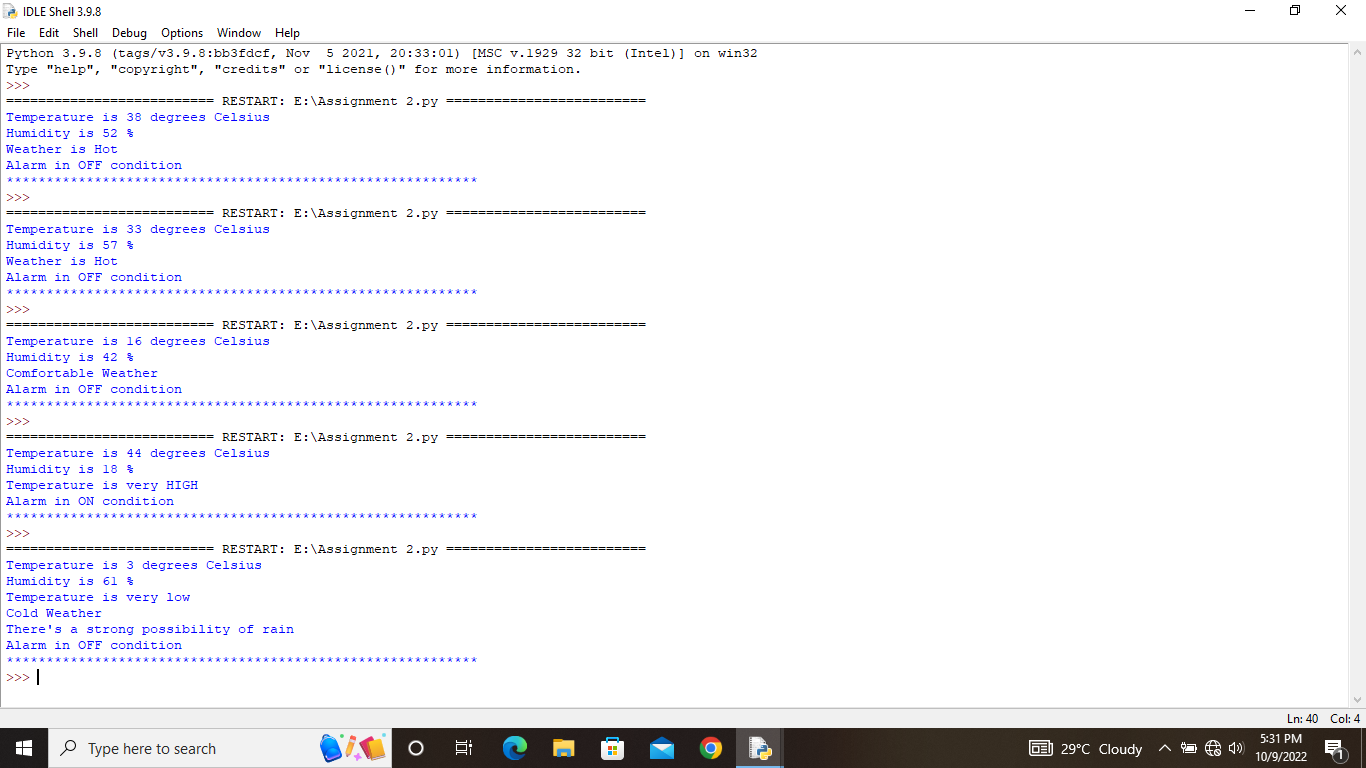 IDLE Shell 3.9.8
File Edit Shell Debug Options Window Help
Python 3.9.8 (tags/v3.9.8:bb3fdcf, Nov  5 2021, 20:33:01) [MSC v.1929 32 bit (Intel)] on win32
Type "help", "copyright", "credits" or "license()" for more information.
>>>
========================== RESTART: E:\Assignment 2.py =========================
Temperature is 38 degrees Celsius
Humidity is 52 %
Weather is Hot
Alarm in OFF condition
***********************************************************
>>>
========================== RESTART: E:\Assignment 2.py =========================
Temperature is 33 degrees Celsius
Humidity is 57 %
Weather is Hot
Alarm in OFF condition
***********************************************************
>>>
========================== RESTART: E:\Assignment 2.py =========================
Temperature is 16 degrees Celsius
Humidity is 42 %
Comfortable Weather
Alarm in OFF condition
***********************************************************
>>>
========================== RESTART: E:\Assignment 2.py =========================
Temperature is 44 degrees Celsius
Humidity is 18 %
Temperature is very HIGH
Alarm in ON condition
***********************************************************
>>>
========================== RESTART: E:\Assignment 2.py =========================
Temperature is 3 degrees Celsius
Humidity is 61 %
Temperature is very low
Cold Weather
There's a strong possibility of rain
Alarm in OFF condition
***********************************************************
>>>
Ln: 40 Col: 4
Type here to search
29°C Cloudy
5:31 PM
10/9/2022
1